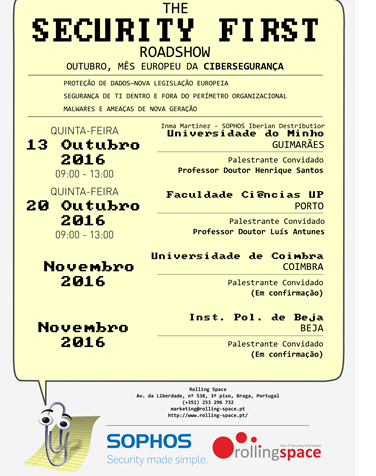 THE
SECURITY FIRST
ROADSHOW
OUTUBRO, MÊS EUROPEU DA CIBERSEGURANÇA
PROTEÇÃO DE DADOS—NOVA LEGISLAÇÃO EUROPEIA
SEGURANÇA DE TI DENTRO E FORA DO PERÍMETRO ORGANIZACIONAL
MALWARES E AMEAÇAS DE NOVA GERAÇÃO
QUINTA-FEIRA
13 Outubro
2016
09:00 - 13:00
Inma Martinez - SOPHOS Iberian Destributior
Universidade do Minho
GUIMARÃES
Palestrante Convidado
Professor Doutor Henrique Santos
QUINTA-FEIRA
20 Outubro
2016
09:00 - 13:00
Faculdade Ciências UP
PORTO
Palestrante Convidado
Professor Doutor Luís Antunes
Novembro
2016
Universidade de Coimbra
COIMBRA
Palestrante Convidado
(Em confirmação)
Novembro
2016
Inst. Pol. de Beja
BEJA
Palestrante Convidado
(Em confirmação)
Rolling Space
Av. da Liberdade, nº 538, 3º piso, Braga, Portugal
(+351) 253 296 732
marketing@rolling-space.pt
http://www.rolling-space.pt/
SOPHOS
Security made simple.
rollingspace